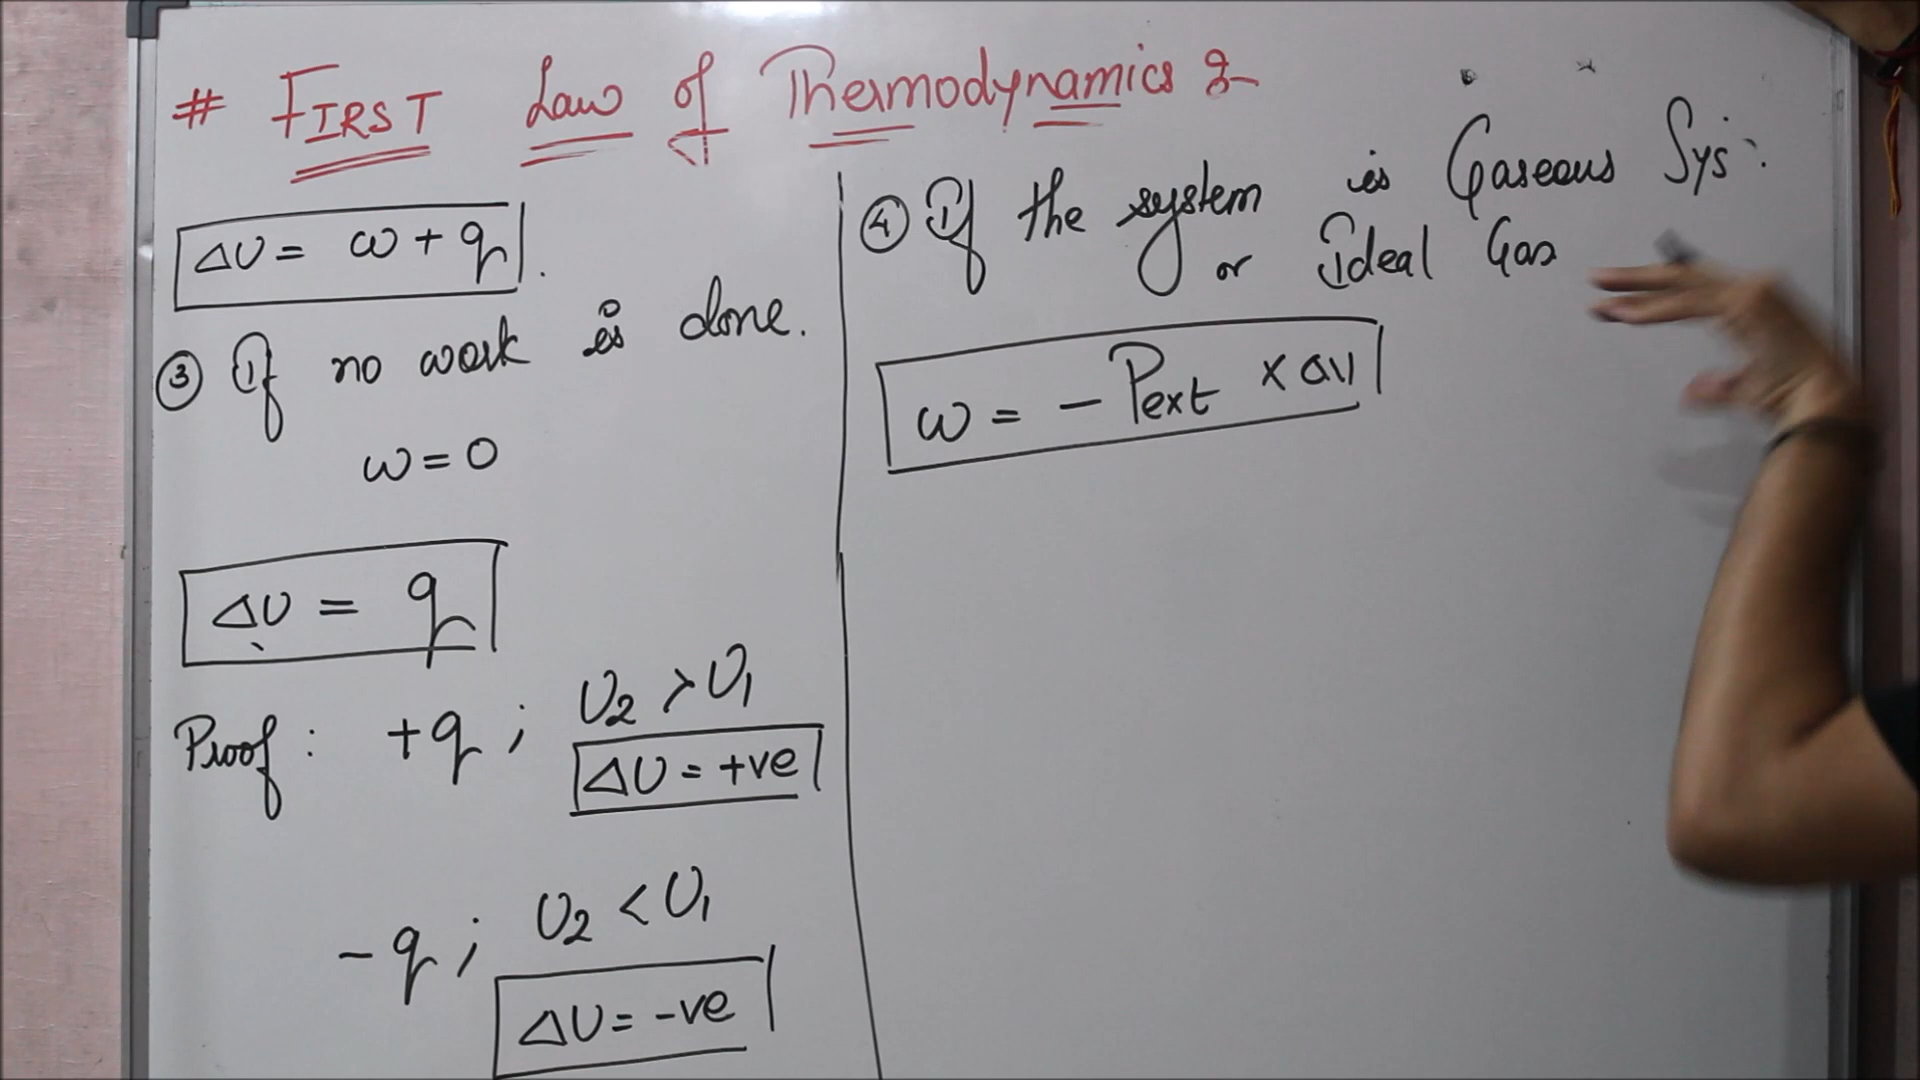 # FIRST Law of Thermodynamics :-
ΔU = w + q .
③ If no work is done.
w = 0
ΔU = q
Proof : +q ; U₂ > U₁
ΔU = +ve
-q ; U₂ < U₁
ΔU = -ve
④ If the system is Gaseous Sys:
or Ideal Gas
w = - Pext × ΔV